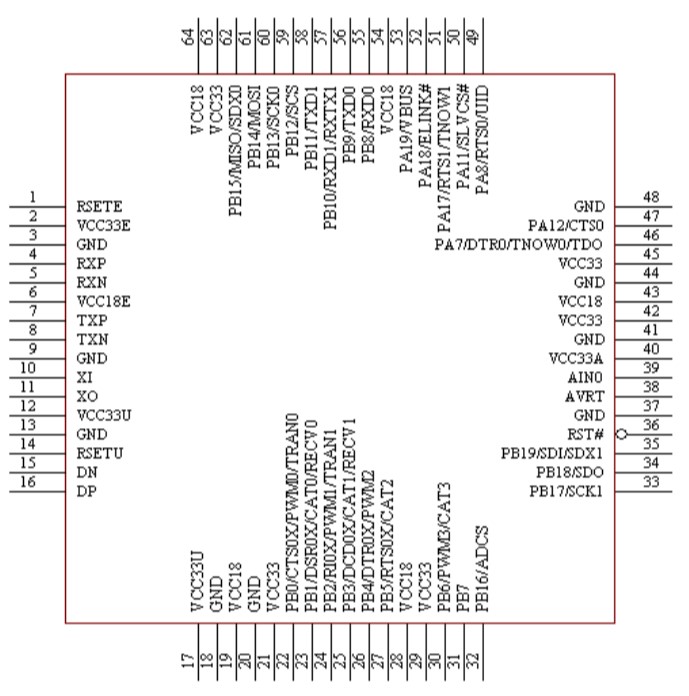 64 VCC18
63 VCC33
62 PB15/MISO/SDX0
61 PB14/MOSI
60 PB13/SCK0
59 PB12/SCS
58 PB11/TXD1
57 PB10/RXD1/RXTX1
56 PB9/TXD0
55 PB8/RXD0
54 VCC18
53 PA19/VBUS
52 PA18/ELINK#
51 PA17/RTS1/TNOW1
50 PA11/SLVCS#
49 PA8/RTS0/UID
1 RSETE
2 VCC33E
3 GND
4 RXP
5 RXN
6 VCC18E
7 TXP
8 TXN
9 GND
10 XI
11 XO
12 VCC33U
13 GND
14 RSETU
15 DN
16 DP
GND 48
PA12/CTS0 47
PA7/DTR0/TNOW0/TDO 46
VCC33 45
GND 44
VCC18 43
VCC33 42
GND 41
VCC33A 40
AIN0 39
AVRT 38
GND 37
RST# 36
PB19/SDI/SDX1 35
PB18/SDO 34
PB17/SCK1 33
17 VCC33U
18 GND
19 VCC18
20 GND
21 VCC33
22 PB0/CTS0X/PWM0/TRAN0
23 PB1/DSR0X/CAT0/RECV0
24 PB2/RI0X/PWM1/TRAN1
25 PB3/DCD0X/CAT1/RECV1
26 PB4/DTR0X/PWM2
27 PB5/RTS0X/CAT2
28 VCC18
29 VCC33
30 PB6/PWM3/CAT3
31 PB7
32 PB16/ADCS